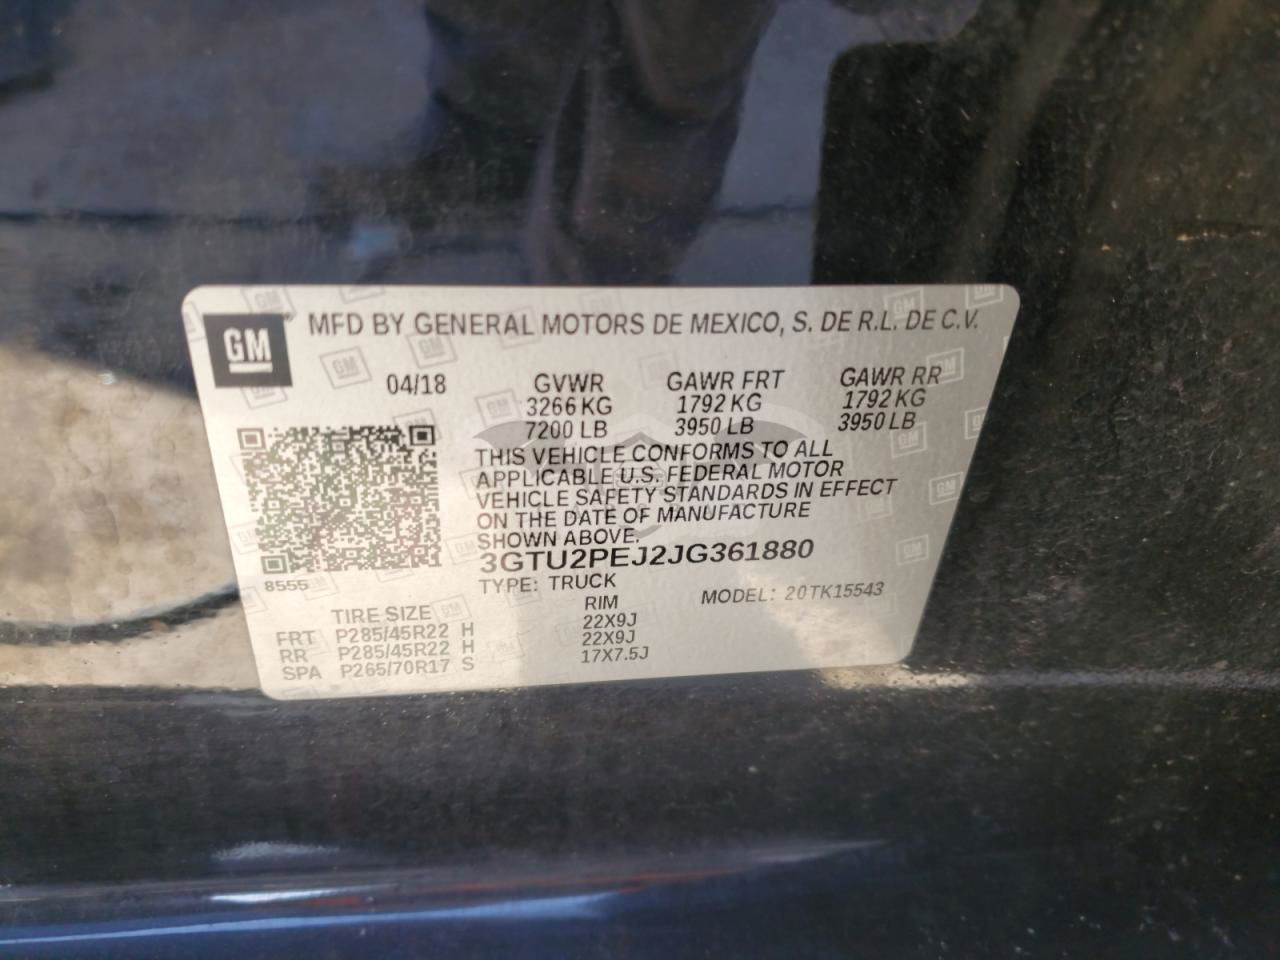 GM
MFD BY GENERAL MOTORS DE MEXICO, S. DE R.L. DE C.V.
04/18 GVWR GAWR FRT GAWR RR
3266 KG 1792 KG 1792 KG
7200 LB 3950 LB 3950 LB
THIS VEHICLE CONFORMS TO ALL
APPLICABLE U.S. FEDERAL MOTOR
VEHICLE SAFETY STANDARDS IN EFFECT
ON THE DATE OF MANUFACTURE
SHOWN ABOVE.
3GTU2PEJ2JG361880
8555
TYPE: TRUCK MODEL: 20TK15543
TIRE SIZE RIM
FRT P285/45R22 H 22X9J
RR P285/45R22 H 22X9J
SPA P265/70R17 S 17X7.5J